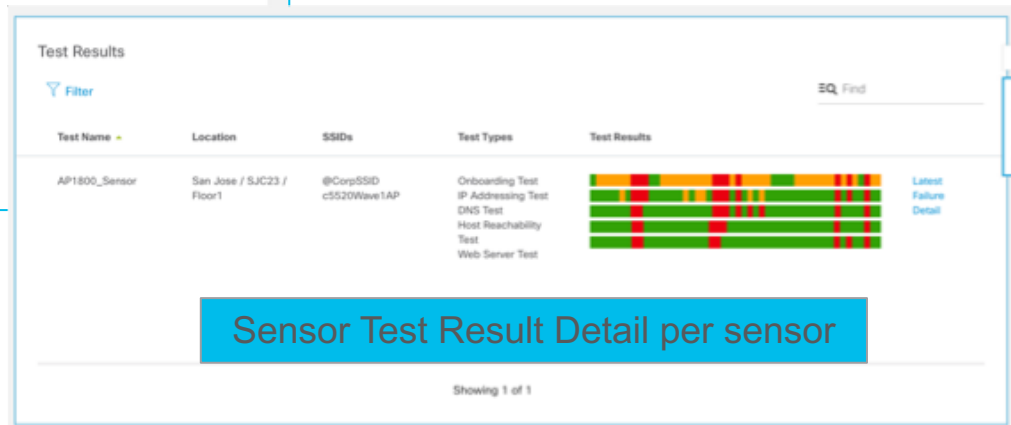 Test Results
Filter
Find
Test Name Location SSIDs Test Types Test Results
AP1800_Sensor San Jose / SJC23 / @CorpSSID Onboarding Test Latest
Floor1 c5520Wave1AP IP Addressing Test Failure
DNS Test Detail
Host Reachability
Test
Web Server Test
Sensor Test Result Detail per sensor
Showing 1 of 1